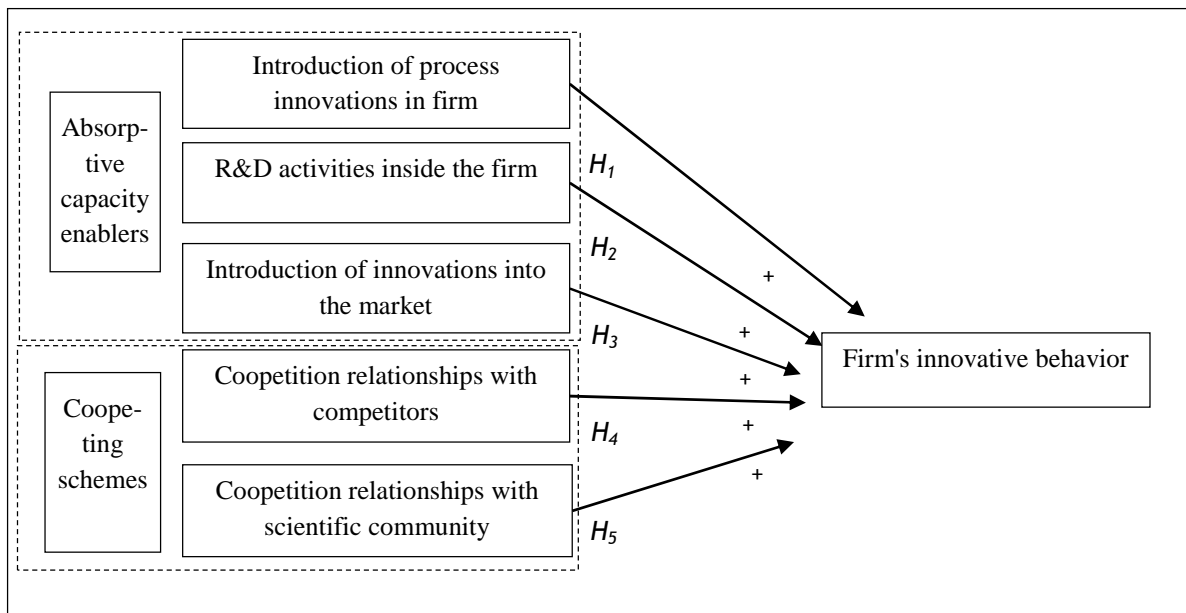 Introduction of process
innovations in firm
Absorp-
tive
capacity
enablers
R&D activities inside the firm
H1
H2
Introduction of innovations into
the market
H3
+
+
+
+
+
Firm's innovative behavior
Coope-
ting
schemes
Coopetition relationships with
competitors
H4
Coopetition relationships with
scientific community
H5